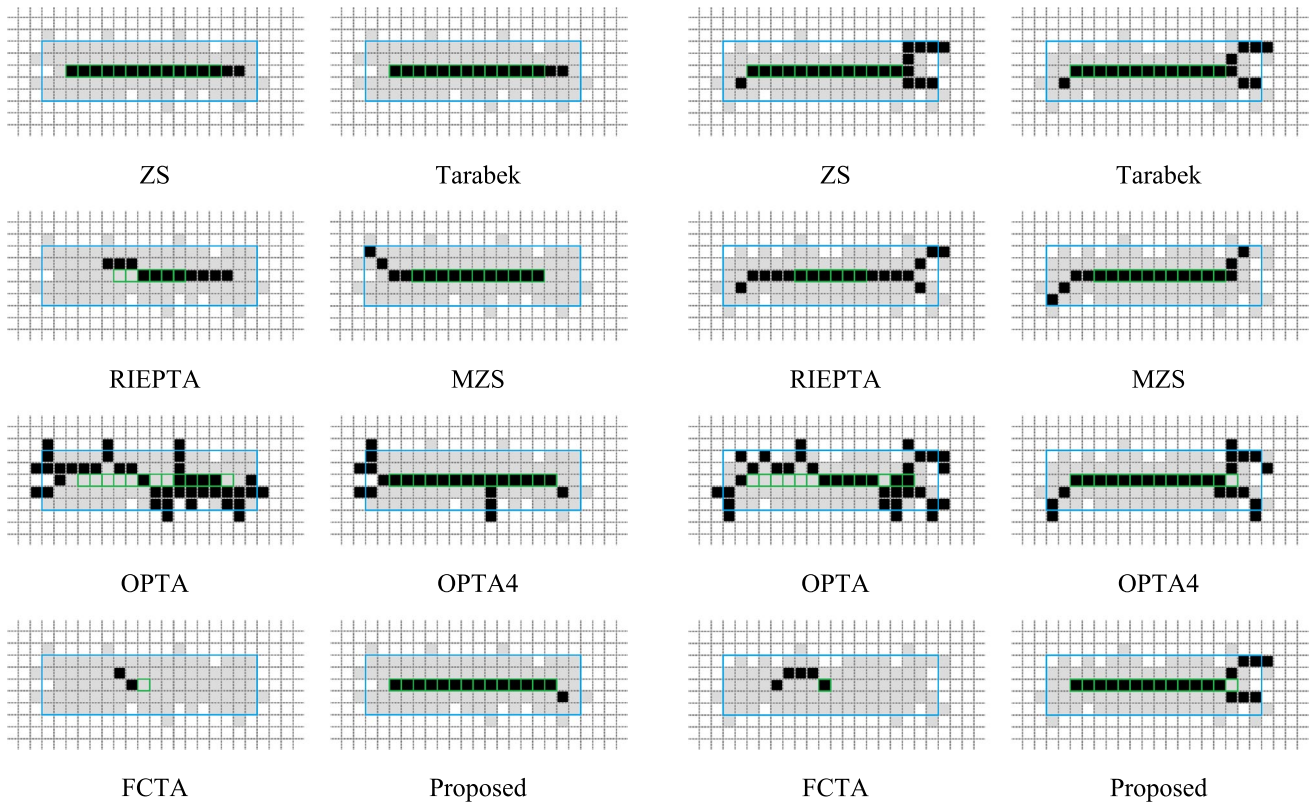 ZS Tarabek ZS Tarabek
RIEPTA MZS RIEPTA MZS
OPTA OPTA4 OPTA OPTA4
FCTA Proposed FCTA Proposed